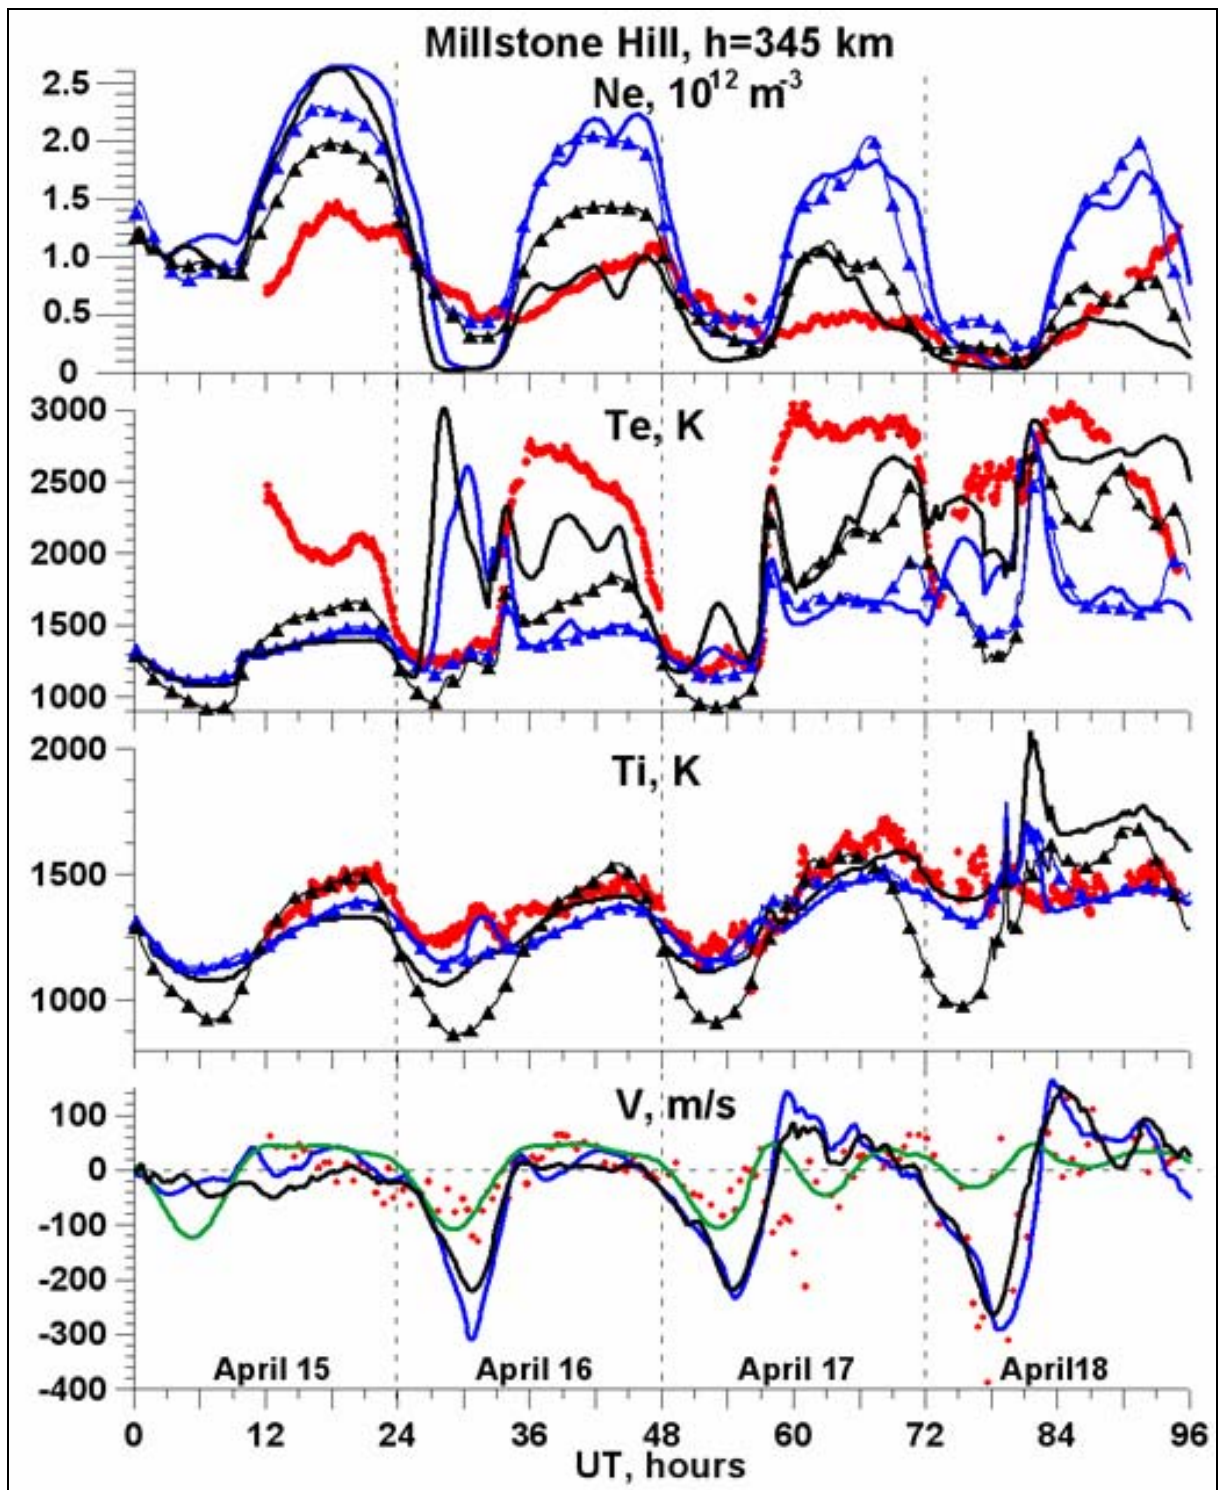 Millstone Hill, h=345 km
Ne, 10¹² m⁻³
2.5
2.0
1.5
1.0
0.5
0
Te, K
3000
2500
2000
1500
1000
Ti, K
2000
1500
1000
V, m/s
100
0
-100
-200
-300
-400
April 15 April 16 April 17 April18
0 12 24 36 48 60 72 84 96
UT, hours